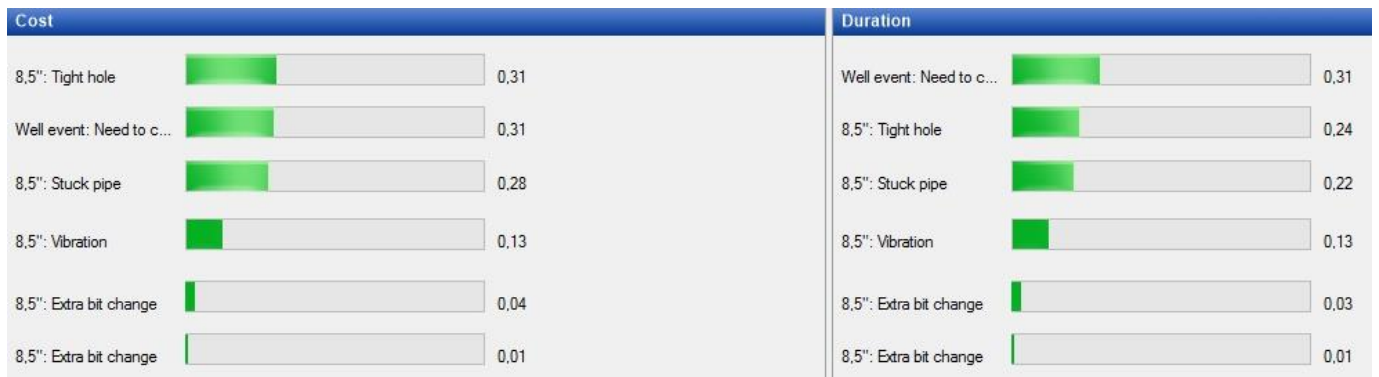 Cost
8,5": Tight hole 0,31
Well event: Need to c... 0,31
8,5": Stuck pipe 0,28
8,5": Vibration 0,13
8,5": Extra bit change 0,04
8,5": Extra bit change 0,01
Duration
Well event: Need to c... 0,31
8,5": Tight hole 0,24
8,5": Stuck pipe 0,22
8,5": Vibration 0,13
8,5": Extra bit change 0,03
8,5": Extra bit change 0,01